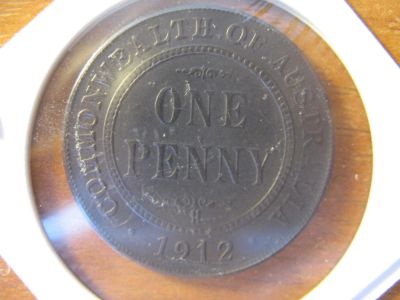 COMMONWEALTH OF AUSTRALIA
ONE
PENNY
H
1912